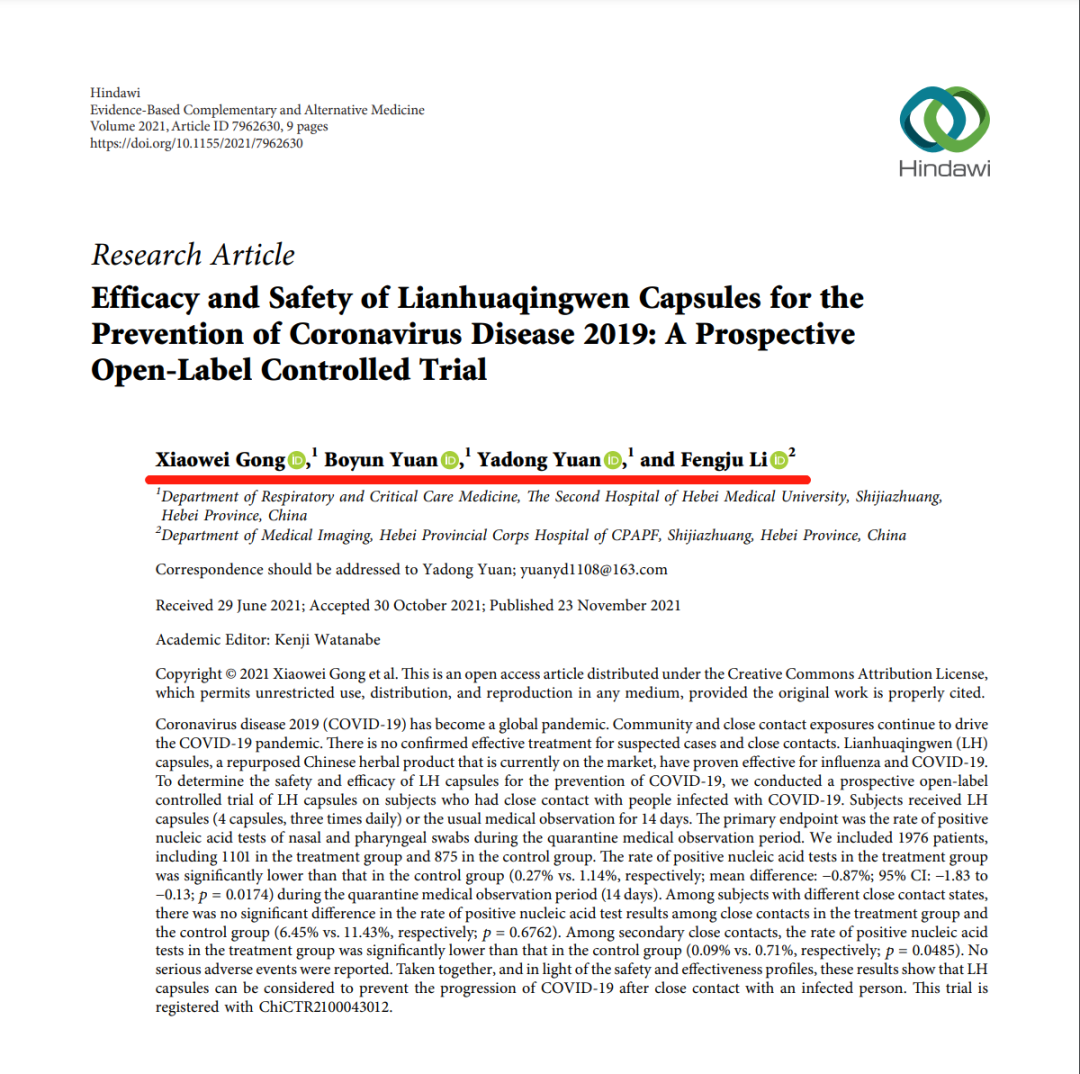 Hindawi
Evidence-Based Complementary and Alternative Medicine
Volume 2021, Article ID 7962630, 9 pages
https://doi.org/10.1155/2021/7962630
Hindawi
Research Article
Efficacy and Safety of Lianhuaqingwen Capsules for the
Prevention of Coronavirus Disease 2019: A Prospective
Open-Label Controlled Trial
Xiaowei Gong iD,1 Boyun Yuan iD,1 Yadong Yuan iD,1 and Fengju Li iD2
1Department of Respiratory and Critical Care Medicine, The Second Hospital of Hebei Medical University, Shijiazhuang,
Hebei Province, China
2Department of Medical Imaging, Hebei Provincial Corps Hospital of CPAPF, Shijiazhuang, Hebei Province, China
Correspondence should be addressed to Yadong Yuan; yuanyd1108@163.com
Received 29 June 2021; Accepted 30 October 2021; Published 23 November 2021
Academic Editor: Kenji Watanabe
Copyright © 2021 Xiaowei Gong et al. This is an open access article distributed under the Creative Commons Attribution License,
which permits unrestricted use, distribution, and reproduction in any medium, provided the original work is properly cited.
Coronavirus disease 2019 (COVID-19) has become a global pandemic. Community and close contact exposures continue to drive
the COVID-19 pandemic. There is no confirmed effective treatment for suspected cases and close contacts. Lianhuaqingwen (LH)
capsules, a repurposed Chinese herbal product that is currently on the market, have proven effective for influenza and COVID-19.
To determine the safety and efficacy of LH capsules for the prevention of COVID-19, we conducted a prospective open-label
controlled trial of LH capsules on subjects who had close contact with people infected with COVID-19. Subjects received LH
capsules (4 capsules, three times daily) or the usual medical observation for 14 days. The primary endpoint was the rate of positive
nucleic acid tests of nasal and pharyngeal swabs during the quarantine medical observation period. We included 1976 patients,
including 1101 in the treatment group and 875 in the control group. The rate of positive nucleic acid tests in the treatment group
was significantly lower than that in the control group (0.27% vs. 1.14%, respectively; mean difference: −0.87%; 95% CI: −1.83 to
−0.13; p = 0.0174) during the quarantine medical observation period (14 days). Among subjects with different close contact states,
there was no significant difference in the rate of positive nucleic acid test results among close contacts in the treatment group and
the control group (6.45% vs. 11.43%, respectively; p = 0.6762). Among secondary close contacts, the rate of positive nucleic acid
tests in the treatment group was significantly lower than that in the control group (0.09% vs. 0.71%, respectively; p = 0.0485). No
serious adverse events were reported. Taken together, and in light of the safety and effectiveness profiles, these results show that LH
capsules can be considered to prevent the progression of COVID-19 after close contact with an infected person. This trial is
registered with ChiCTR2100043012.